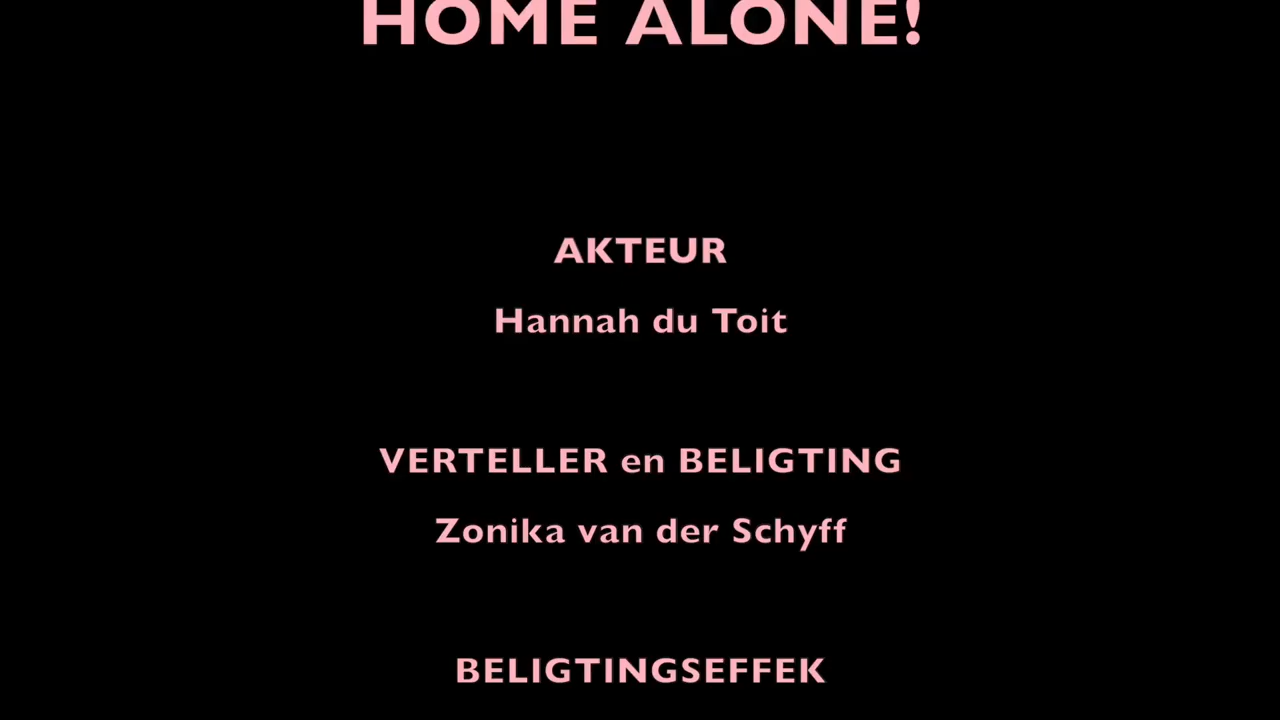 HOME ALONE!
AKTEUR
Hannah du Toit
VERTELLER en BELIGTING
Zonika van der Schyff
BELIGTINGSEFFEK